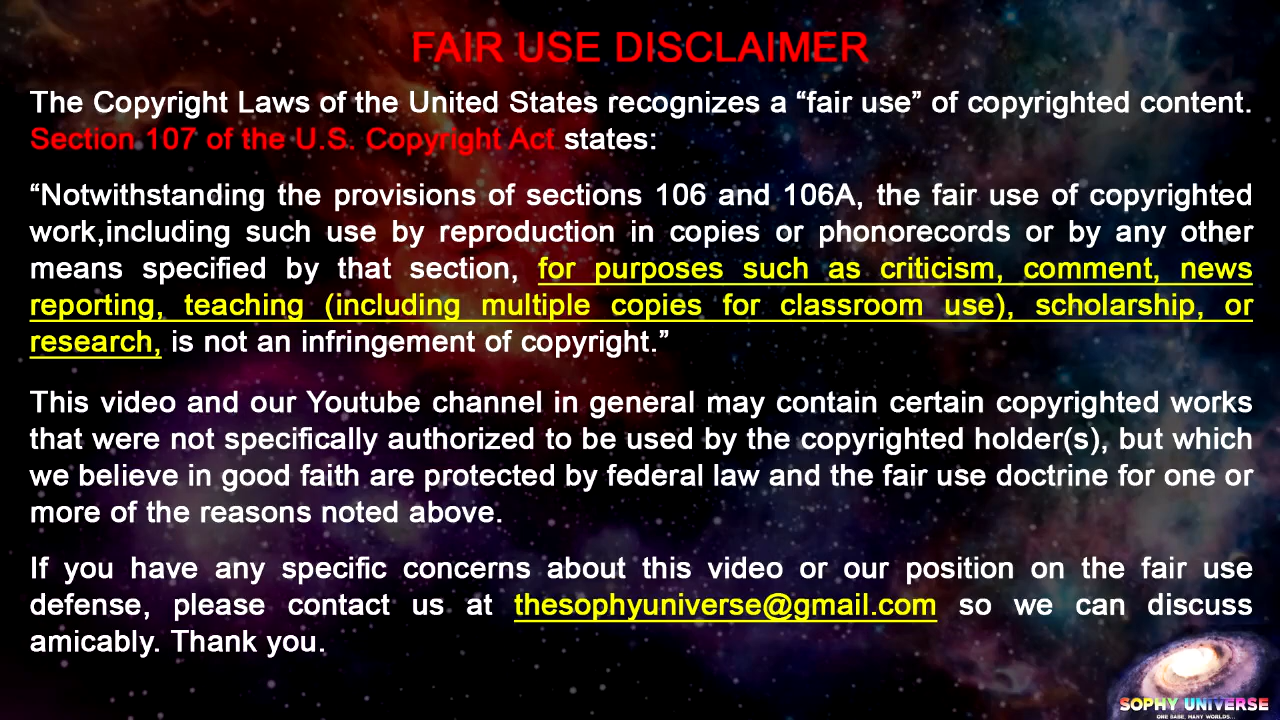 FAIR USE DISCLAIMER
The Copyright Laws of the United States recognizes a “fair use” of copyrighted content.
Section 107 of the U.S. Copyright Act states:
“Notwithstanding the provisions of sections 106 and 106A, the fair use of copyrighted
work,including such use by reproduction in copies or phonorecords or by any other
means specified by that section, for purposes such as criticism, comment, news
reporting, teaching (including multiple copies for classroom use), scholarship, or
research, is not an infringement of copyright.”
This video and our Youtube channel in general may contain certain copyrighted works
that were not specifically authorized to be used by the copyrighted holder(s), but which
we believe in good faith are protected by federal law and the fair use doctrine for one or
more of the reasons noted above.
If you have any specific concerns about this video or our position on the fair use
defense, please contact us at thesophyuniverse@gmail.com so we can discuss
amicably. Thank you.
SOPHY UNIVERSE
ONE BABE, MANY WORLDS...